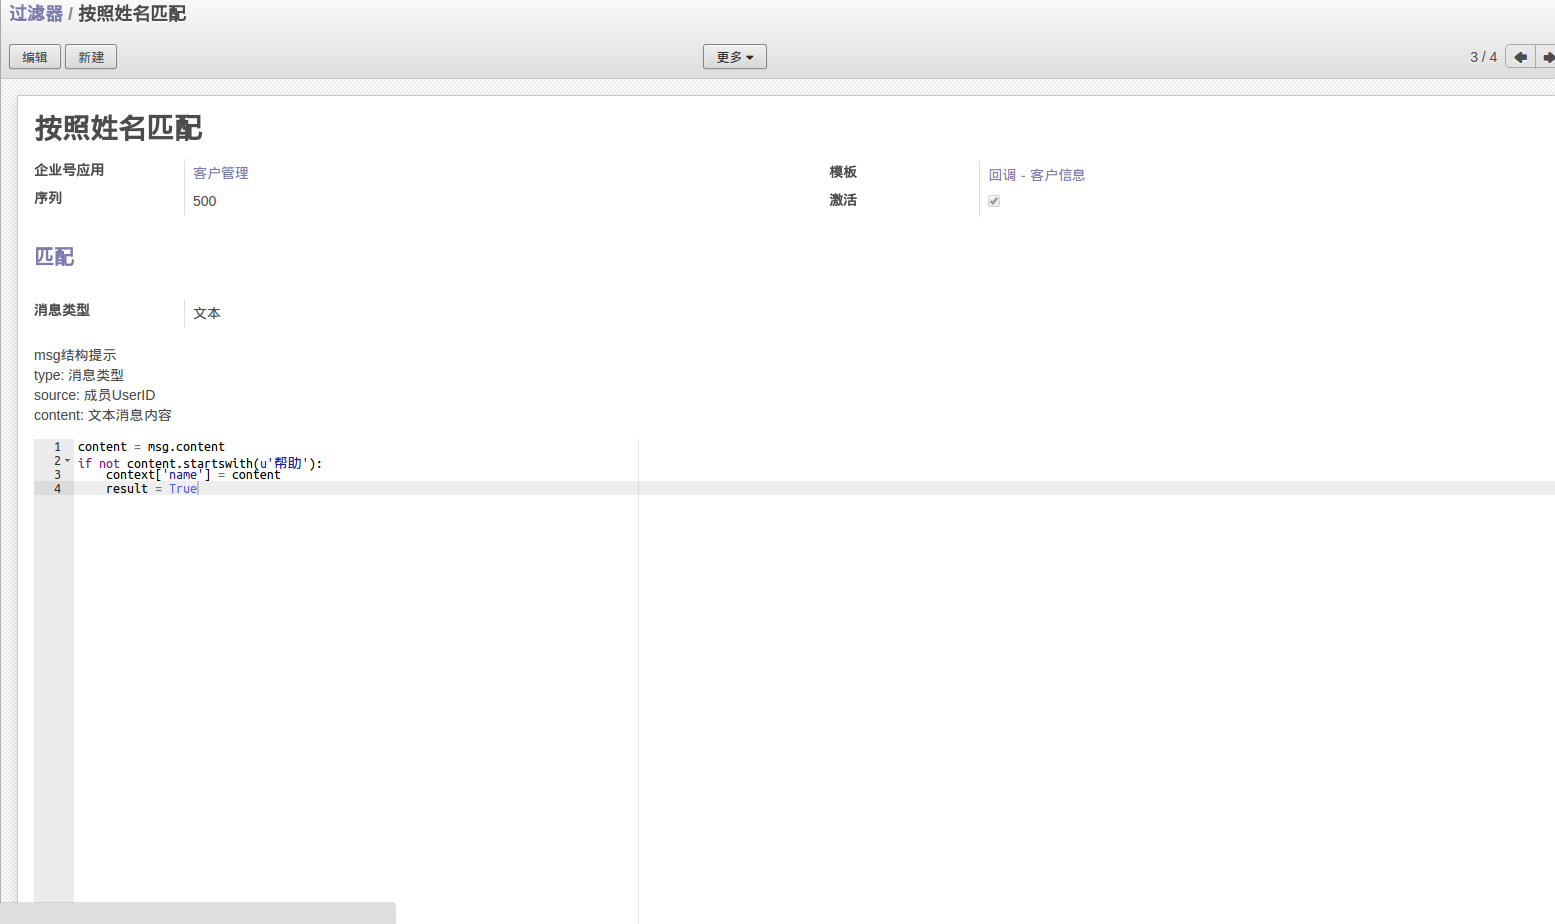 过滤器 / 按照姓名匹配
编辑 新建 更多 3 / 4
按照姓名匹配
企业号应用 客户管理 模板 回调 - 客户信息
序列 500 激活
匹配
消息类型 文本
msg结构提示
type: 消息类型
source: 成员UserID
content: 文本消息内容
1 content = msg.content
2 if not content.startswith(u'帮助'):
3 context['name'] = content
4 result = True